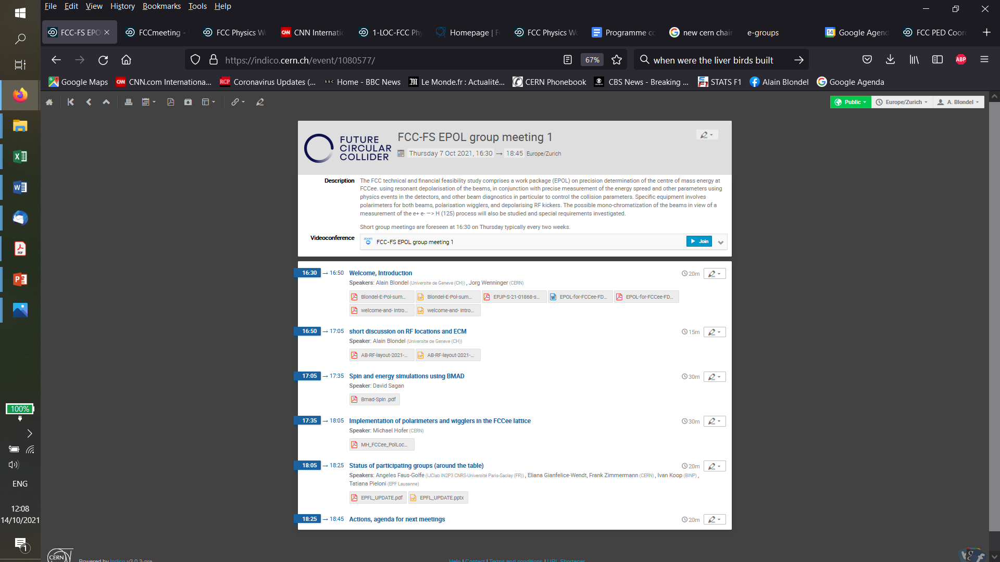 File Edit View History Bookmarks Tools Help
FCC-FS EPO
FCCmeeting -
FCC Physics W
CNN Internati
1-LOC-FCC Phy
Homepage | F
FCC Physics W
Programme co
new cern chair
e-groups
Google Agend
FCC PED Coor
https://indico.cern.ch/event/1080577/
67%
when were the liver birds built
ABP
Google Maps
CNN.com Internationa...
Coronavirus Updates (...
Home - BBC News
Le Monde.fr : Actualité...
CERN Phonebook
CBS News - Breaking ...
STATS F1
Alain Blondel
Google Agenda
Public
Europe/Zurich
A. Blondel
FUTURE
CIRCULAR
COLLIDER
FCC-FS EPOL group meeting 1
Thursday 7 Oct 2021, 16:30 → 18:45 Europe/Zurich
Description
The FCC technical and financial feasibility study comprises a work package (EPOL) on precision determination of the centre of mass energy at
FCCee. using resonant depolarisation of the beams, in conjunction with precise measurement of the energy spread and other parameters using
physics events in the detectors, and other beam diagnostics in particular to control the collision parameters. Specific equipment involves
polarimeters for both beams, polarisation wigglers, and depolarising RF kickers. The possible mono-chromatization of the beams in view of a
measurement of the e+ e- —> H (125) process will also be studied and special requirements investigated.
Short group meetings are foreseen at 16:30 on Thursday typically every two weeks.
Videoconference
zoom
FCC-FS EPOL group meeting 1
Join
16:30 → 16:50 Welcome, Introduction 20m
Speakers: Alain Blondel (Universite de Geneve (CH)) , Jorg Wenninger (CERN)
Blondel-E-Pol-sum... Blondel-E-Pol-sum... EPJP-S-21-01868-s... EPOL-for-FCCee-FD... EPOL-for-FCCee-FD...
welcome-and- intro... welcome-and- intro...
16:50 → 17:05 short discussion on RF locations and ECM 15m
Speaker: Alain Blondel (Universite de Geneve (CH))
AB-RF-layout-2021-... AB-RF-layout-2021-...
17:05 → 17:35 Spin and energy simulations using BMAD 30m
Speaker: David Sagan
Bmad-Spin .pdf
17:35 → 18:05 Implementation of polarimeters and wigglers in the FCCee lattice 30m
Speaker: Michael Hofer (CERN)
MH_FCCee_PolLoc...
18:05 → 18:25 Status of participating groups (around the table) 20m
Speakers: Angeles Faus-Golfe (IJClab IN2P3 CNRS-Université Paris-Saclay (FR)) , Eliana Gianfelice-Wendt, Frank Zimmermann (CERN) , Ivan Koop (BINP) ,
Tatiana Pieloni (EPF Lausanne)
EPFL_UPDATE.pdf EPFL_UPDATE.pptx
18:25 → 18:45 Actions, agenda for next meetings 20m
CERN
Powered by Indico v3.0.3-pre
Help | Contact | Terms and conditions | URL Shortener
100%
ENG
12:08
14/10/2021
1